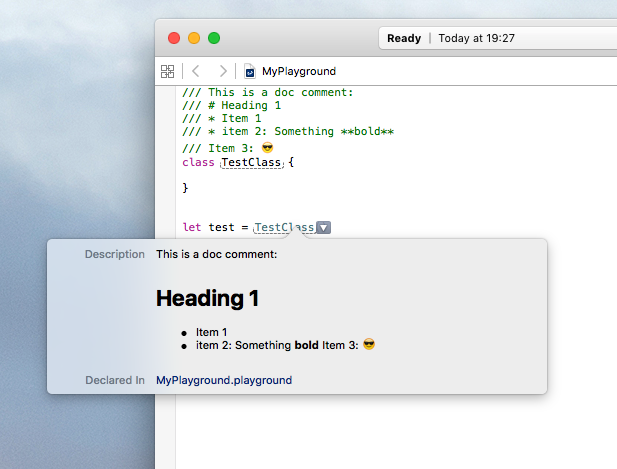 Ready | Today at 19:27
MyPlayground
/// This is a doc comment:
/// # Heading 1
/// * Item 1
/// * item 2: Something **bold**
/// Item 3: 😎
class TestClass {
}
let test = TestClass
Description This is a doc comment:
Heading 1
• Item 1
• item 2: Something bold Item 3: 😎
Declared In MyPlayground.playground